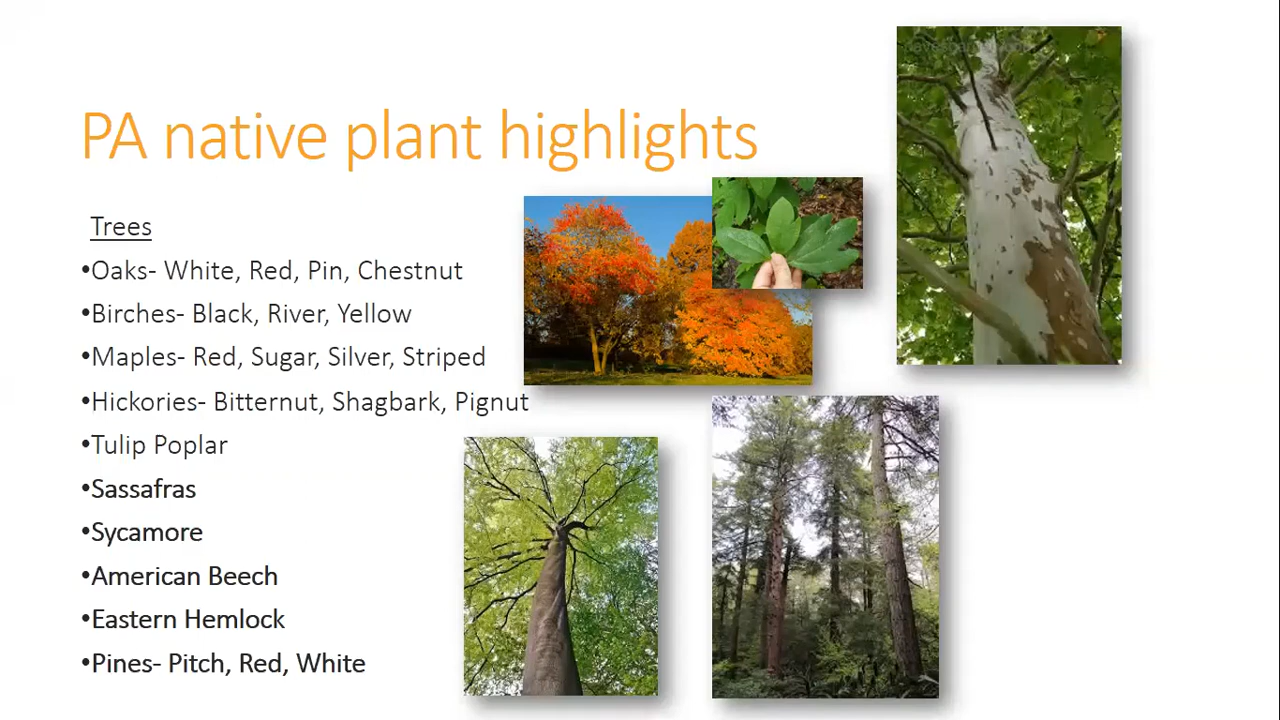 PA native plant highlights
Trees
•Oaks- White, Red, Pin, Chestnut
•Birches- Black, River, Yellow
•Maples- Red, Sugar, Silver, Striped
•Hickories- Bitternut, Shagbark, Pignut
•Tulip Poplar
•Sassafras
•Sycamore
•American Beech
•Eastern Hemlock
•Pines- Pitch, Red, White